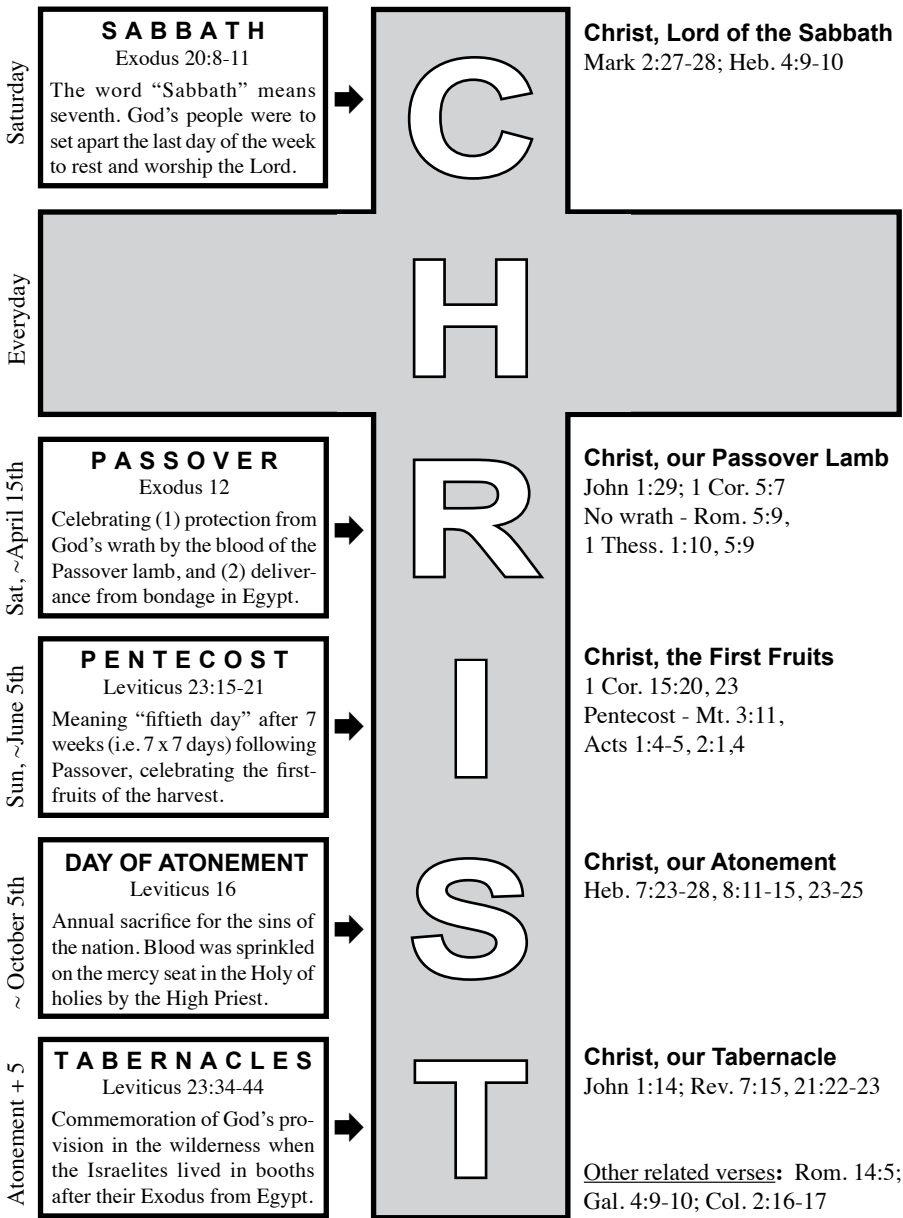 Saturday
SABBATH
Exodus 20:8-11
The word “Sabbath” means
seventh. God’s people were to
set apart the last day of the week
to rest and worship the Lord.
C
Christ, Lord of the Sabbath
Mark 2:27-28; Heb. 4:9-10
Everyday
H
Sat, ~April 15th
PASSOVER
Exodus 12
Celebrating (1) protection from
God’s wrath by the blood of the
Passover lamb, and (2) deliver-
ance from bondage in Egypt.
R
Christ, our Passover Lamb
John 1:29; 1 Cor. 5:7
No wrath - Rom. 5:9,
1 Thess. 1:10, 5:9
Sun, ~June 5th
PENTECOST
Leviticus 23:15-21
Meaning “fiftieth day” after 7
weeks (i.e. 7 x 7 days) following
Passover, celebrating the first-
fruits of the harvest.
I
Christ, the First Fruits
1 Cor. 15:20, 23
Pentecost - Mt. 3:11,
Acts 1:4-5, 2:1,4
~ October 5th
DAY OF ATONEMENT
Leviticus 16
Annual sacrifice for the sins of
the nation. Blood was sprinkled
on the mercy seat in the Holy of
holies by the High Priest.
S
Christ, our Atonement
Heb. 7:23-28, 8:11-15, 23-25
Atonement + 5
TABERNACLES
Leviticus 23:34-44
Commemoration of God’s pro-
vision in the wilderness when
the Israelites lived in booths
after their Exodus from Egypt.
T
Christ, our Tabernacle
John 1:14; Rev. 7:15, 21:22-23
Other related verses: Rom. 14:5;
Gal. 4:9-10; Col. 2:16-17